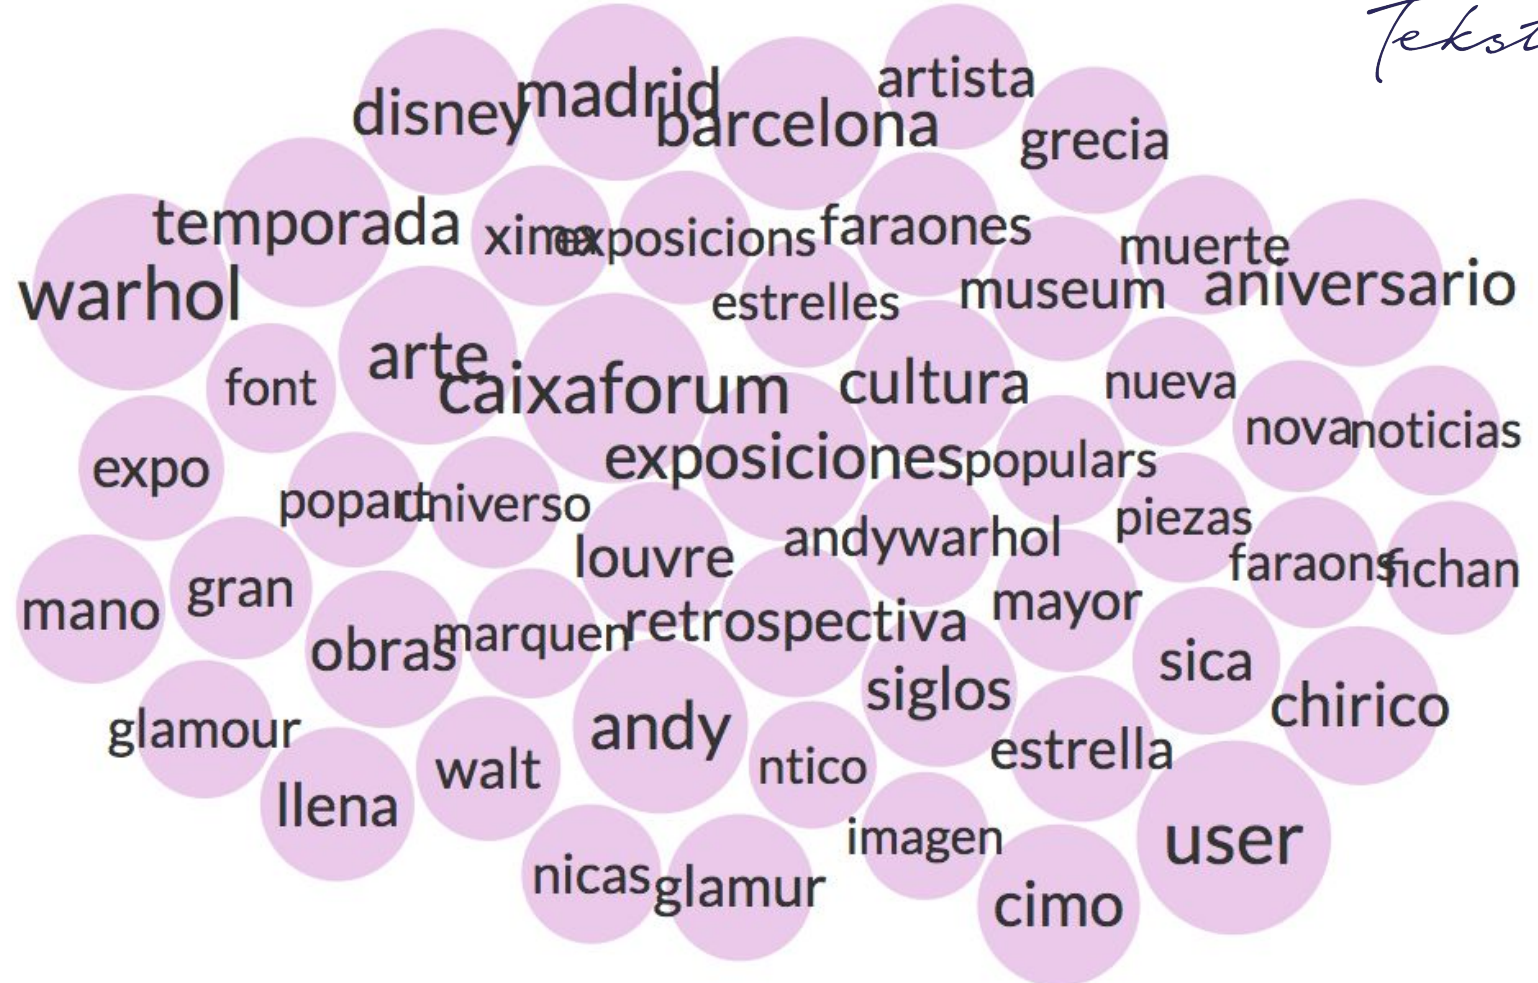 Tekst
disney
madrid
barcelona
artista
grecia
temporada
exposicions
faraones
muerte
warhol
estrelles
museum
aniversario
arte
caixaforum
cultura
nueva
font
nova
noticias
expo
exposiciones
populars
popart
universo
louvre
andywarhol
piezas
faraons
fichan
mano
gran
obras
marquen
retrospectiva
mayor
siglos
sica
chirico
glamour
andy
estrella
llena
walt
ntico
imagen
user
nicas
glamur
cimo